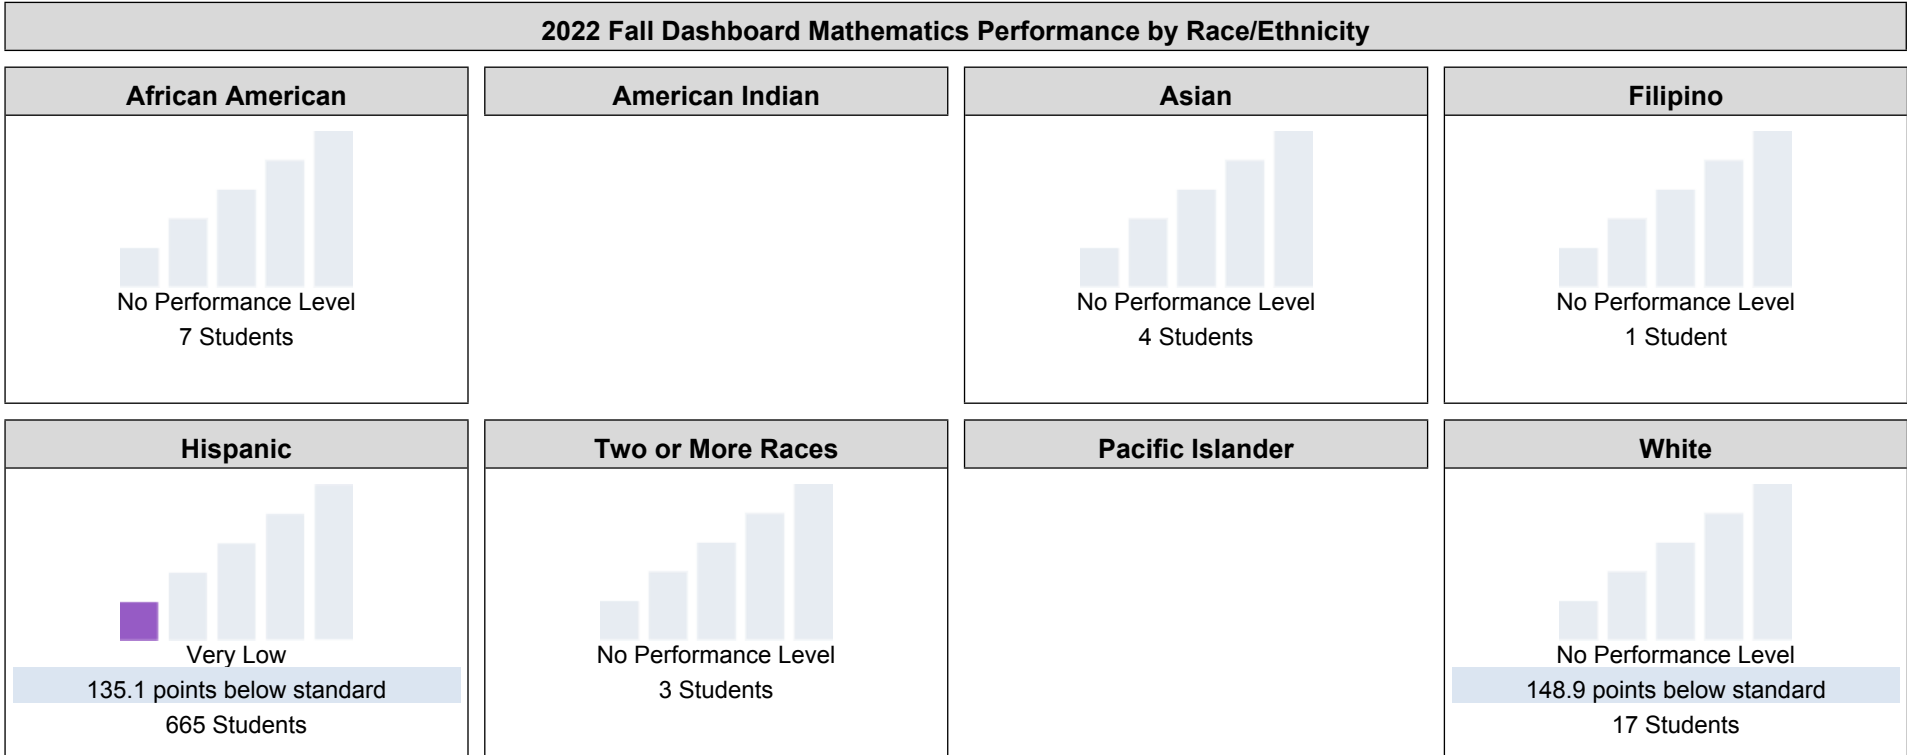 2022 Fall Dashboard Mathematics Performance by Race/Ethnicity
African American
No Performance Level
7 Students
American Indian
Asian
No Performance Level
4 Students
Filipino
No Performance Level
1 Student
Hispanic
Very Low
135.1 points below standard
665 Students
Two or More Races
No Performance Level
3 Students
Pacific Islander
White
No Performance Level
148.9 points below standard
17 Students